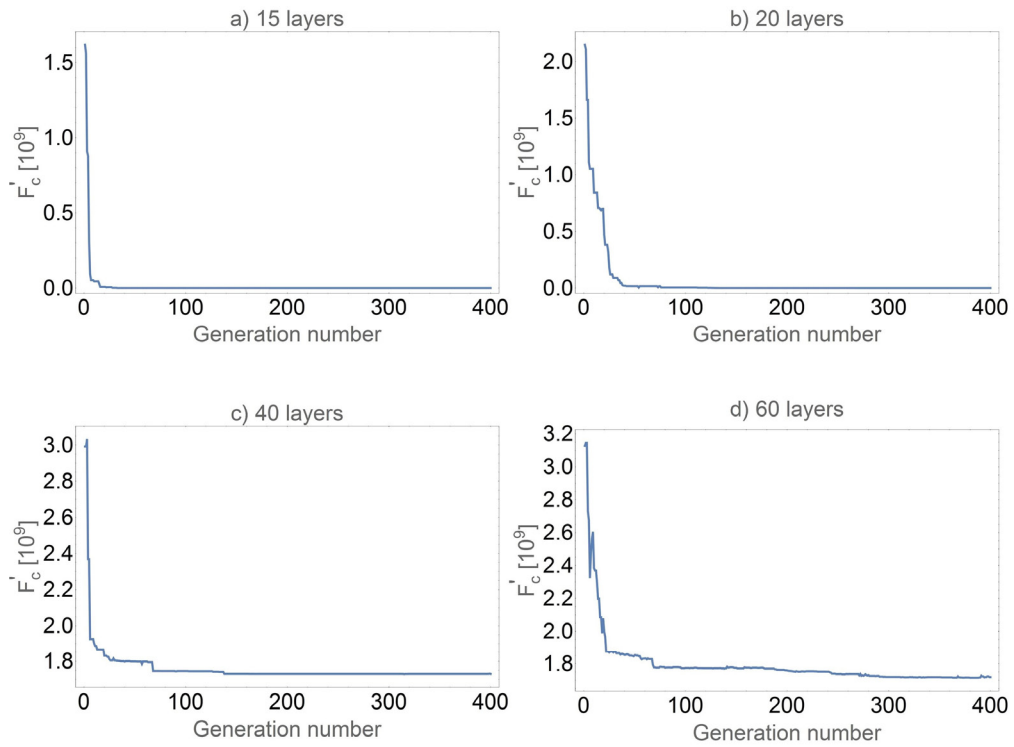 a) 15 layers
1.5
1.0
0.5
0.0
F'c [10⁹]
0 100 200 300 400
Generation number
b) 20 layers
2.0
1.5
1.0
0.5
0.0
F'c [10⁹]
0 100 200 300 400
Generation number
c) 40 layers
3.0
2.8
2.6
2.4
2.2
2.0
1.8
F'c [10⁹]
0 100 200 300 400
Generation number
d) 60 layers
3.2
3.0
2.8
2.6
2.4
2.2
2.0
1.8
F'c [10⁹]
0 100 200 300 400
Generation number